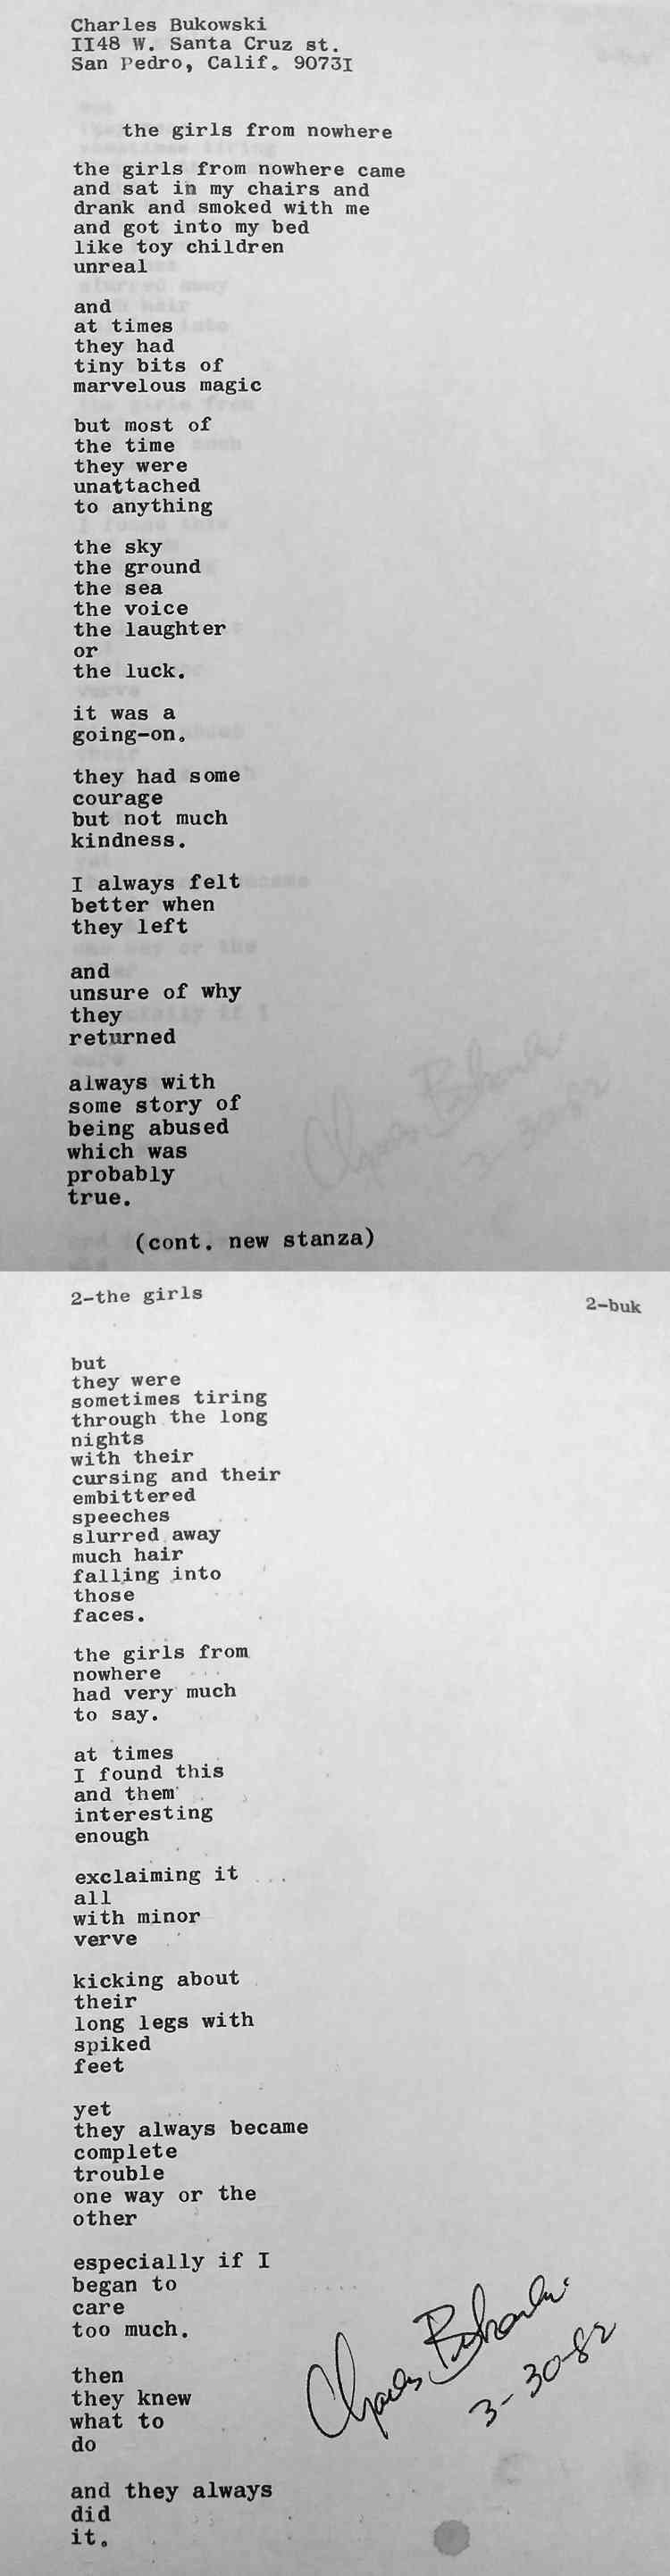 Charles Bukowski
II48 W. Santa Cruz st.
San Pedro, Calif. 9073I
the girls from nowhere
the girls from nowhere came
and sat in my chairs and
drank and smoked with me
and got into my bed
like toy children
unreal
and
at times
they had
tiny bits of
marvelous magic
but most of
the time
they were
unattached
to anything
the sky
the ground
the sea
the voice
the laughter
or
the luck.
it was a
going-on.
they had some
courage
but not much
kindness.
I always felt
better when
they left
and
unsure of why
they
returned
always with
some story of
being abused
which was
probably
true.
(cont. new stanza)
2-the girls
2-buk
but
they were
sometimes tiring
through the long
nights
with their
cursing and their
embittered
speeches
slurred away
much hair
falling into
those
faces.
the girls from
nowhere
had very much
to say.
at times
I found this
and them
interesting
enough
exclaiming it
all
with minor
verve
kicking about
their
long legs with
spiked
feet
yet
they always became
complete
trouble
one way or the
other
especially if I
began to
care
too much.
then
they knew
what to
do
and they always
did
it.
Charles Bukowski
3-30-82